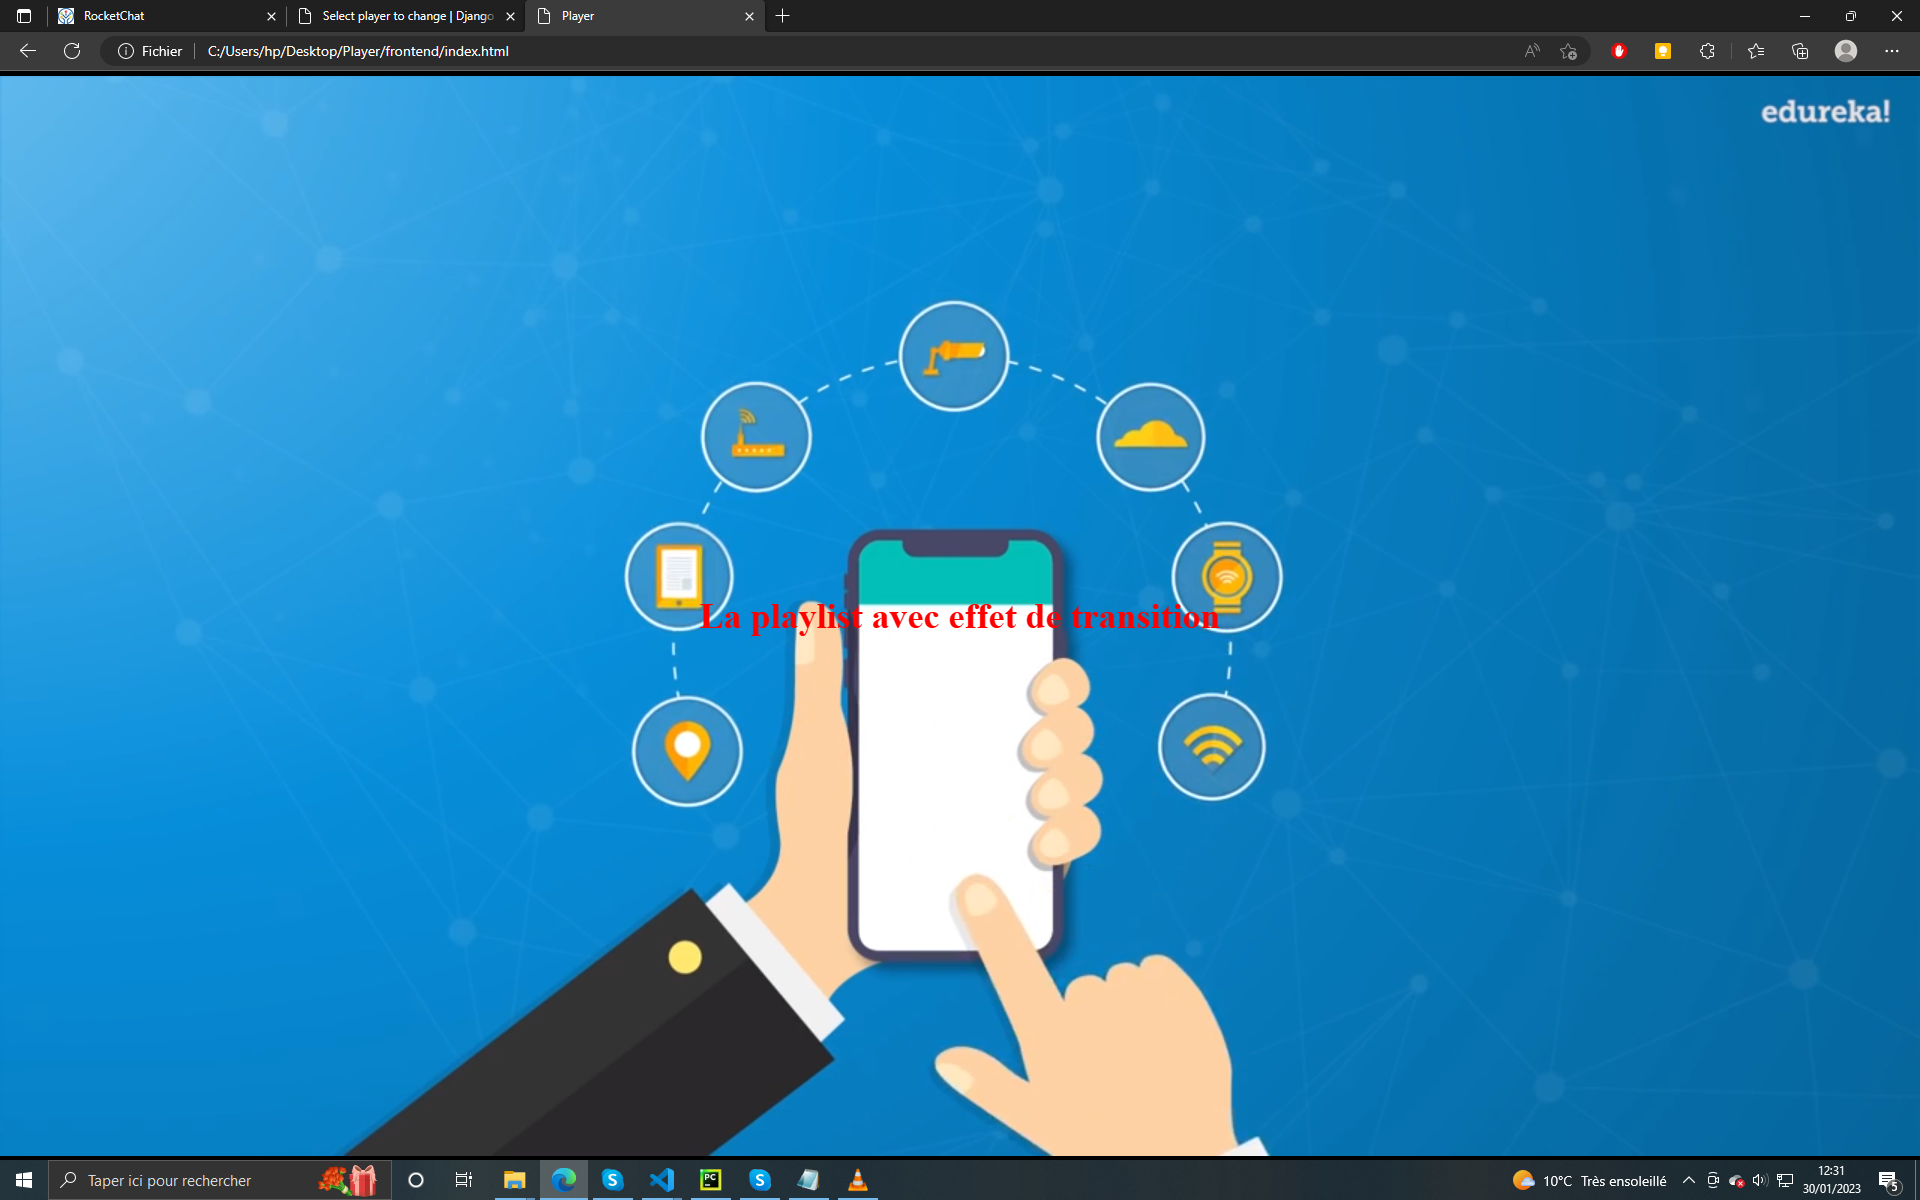 RocketChat
Select player to change | Django
Player
Fichier
C:/Users/hp/Desktop/Player/frontend/index.html
edureka!
La playlist avec effet de transition
Taper ici pour rechercher
PC
10°C Très ensoleillé
12:31
30/01/2023
5